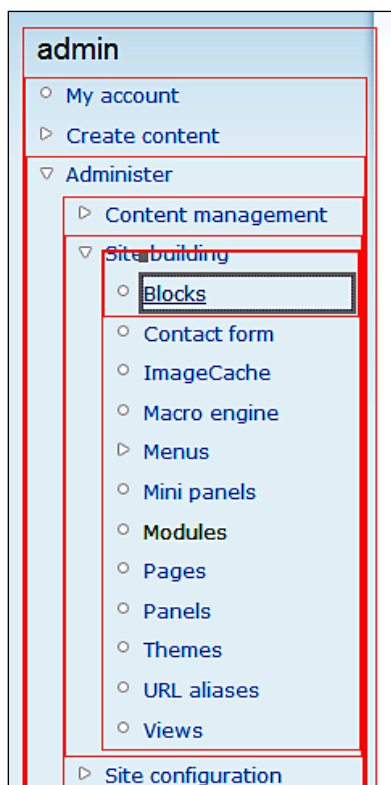 admin
My account
Create content
Administer
Content management
Site building
Blocks
Contact form
ImageCache
Macro engine
Menus
Mini panels
Modules
Pages
Panels
Themes
URL aliases
Views
Site configuration